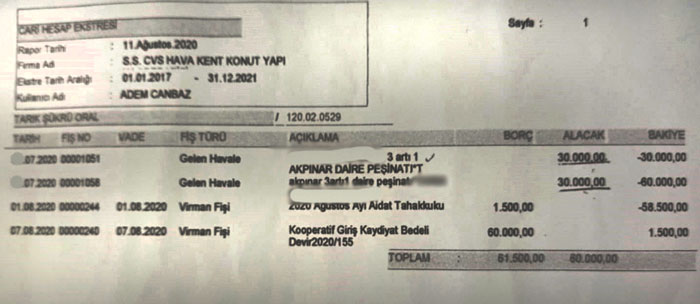 CARİ HESAP EKSTRESİ
Sayfa : 1
Rapor Tarihi : 11.Ağustos.2020
Firma Adı : S.S. CVS HAVA KENT KONUT YAPI
Ekstre Tarih Aralığı : 01.01.2017 - 31.12.2021
Kullanıcı Adı : ADEM CANBAZ
TARIK ŞÜKRÜ ORAL / 120.02.0529
TARİH FİŞ NO VADE FİŞ TÜRÜ AÇIKLAMA BORÇ ALACAK BAKİYE
.07.2020 00001051 Gelen Havale 3 artı 1 30.000,00 -30.000,00
AKPINAR DAİRE PEŞİNATI*T
.07.2020 00001058 Gelen Havale akpınar 3artı1 daire peşinatı 30.000,00 -60.000,00
01.08.2020 00000244 01.08.2020 Virman Fişi 2020 Ağustos Ayı Aidat Tahakkuku 1.500,00 -58.500,00
07.08.2020 00000240 07.08.2020 Virman Fişi Kooperatif Giriş Kaydiyat Bedeli 60.000,00 1.500,00
Devir2020/155
TOPLAM : 61.500,00 60.000,00